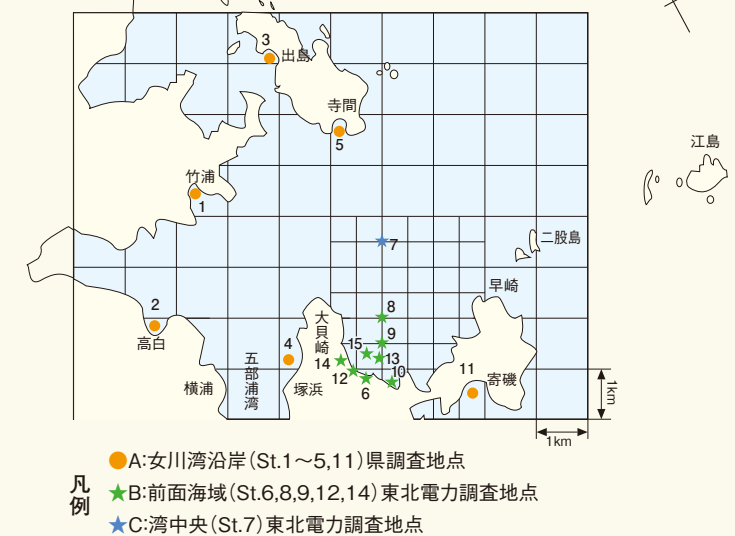 3
出島
寺間
5
江島
竹浦
1
7
二股島
早崎
2
高白
大貝崎
8
9
15
13
14
12
10
6
4
五部浦湾
横浦
塚浜
11
寄磯
1km
1km
凡例
A:女川湾沿岸(St.1〜5,11)県調査地点
B:前面海域(St.6,8,9,12,14)東北電力調査地点
C:湾中央(St.7)東北電力調査地点